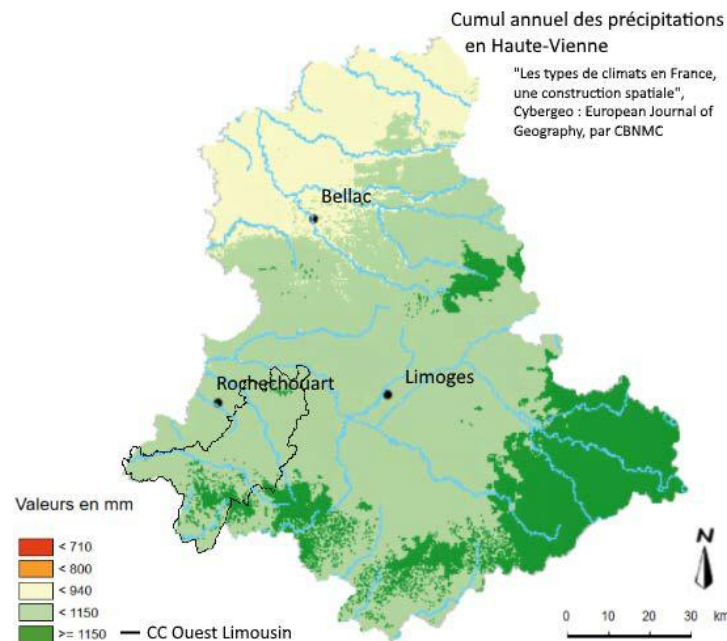 Cumul annuel des précipitations
en Haute-Vienne
"Les types de climats en France,
une construction spatiale",
Cybergeo : European Journal of
Geography, par CBNMC
Bellac
Rochechouart
Limoges
Valeurs en mm
< 710
< 800
< 940
< 1150
>= 1150
CC Ouest Limousin
N
0 10 20 30 km